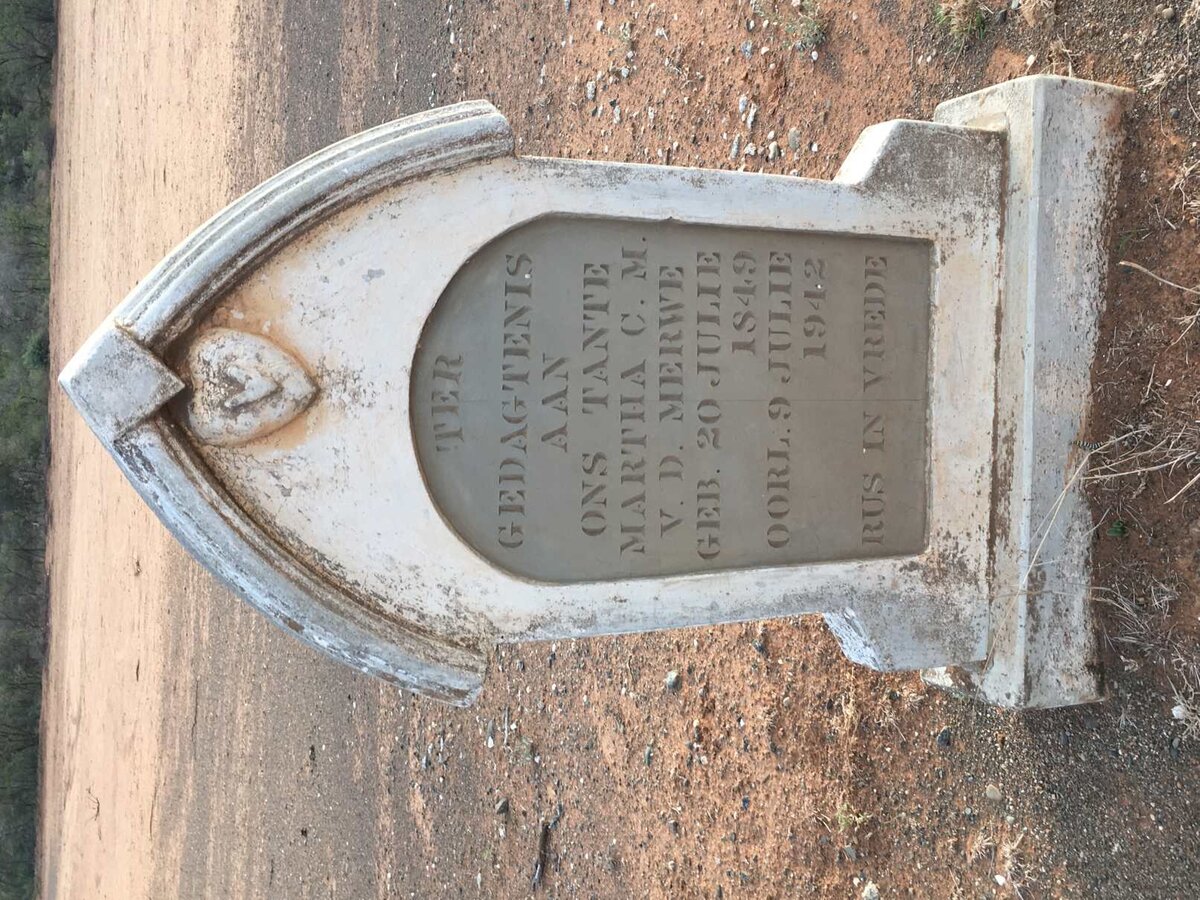 TER
GEDAGTENIS
AAN
ONS TANTE
MARTHA C. M.
V. D. MERWE
GEB. 20 JULIE
1849
OORL. 9 JULIE
1942
RUS IN VREDE